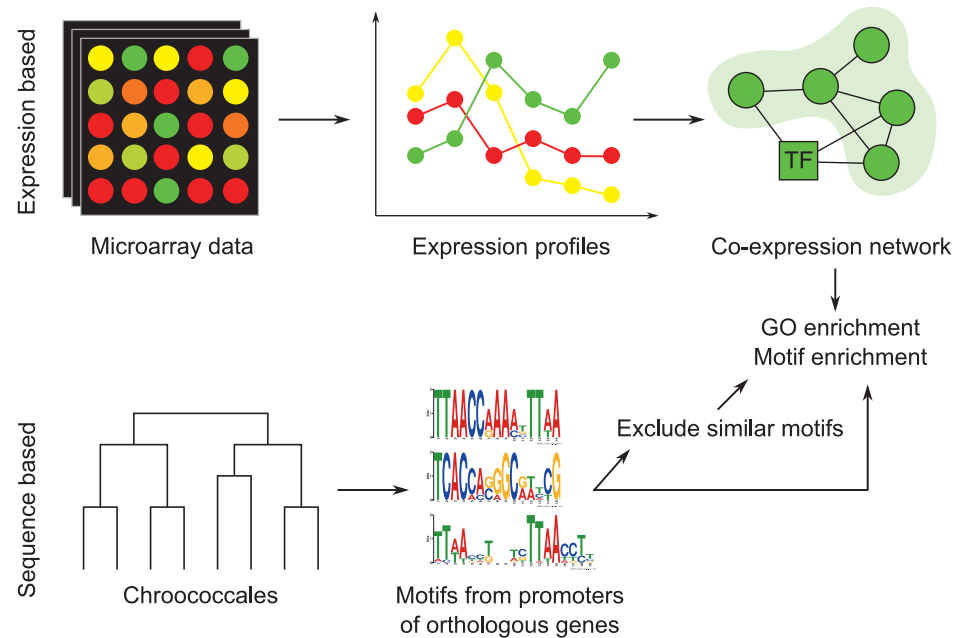 Expression based
TF
Microarray data
Expression profiles
Co-expression network
GO enrichment
Motif enrichment
Exclude similar motifs
Sequence based
Chroococcales
Motifs from promoters
of orthologous genes